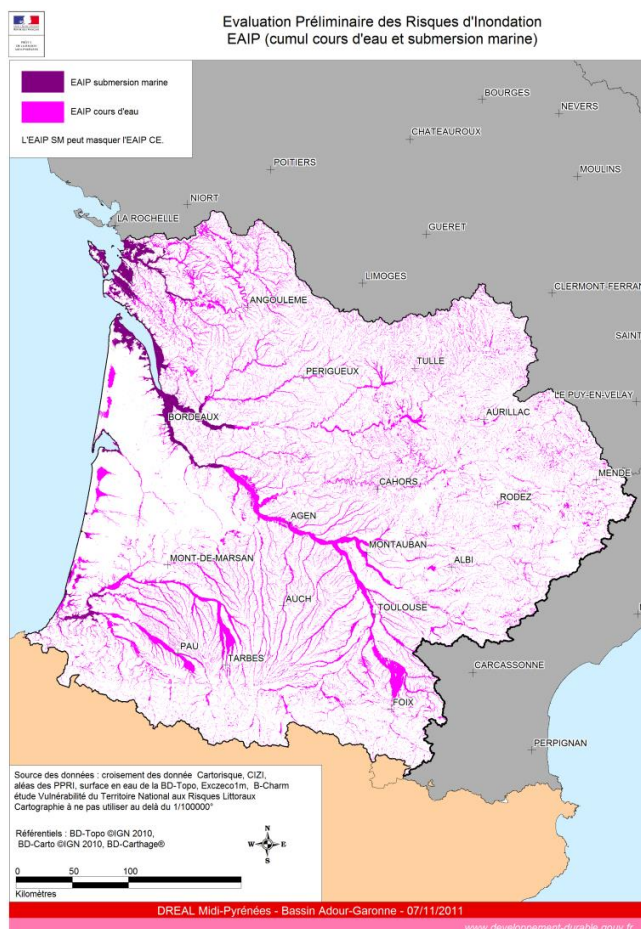 Evaluation Préliminaire des Risques d'Inondation
EAIP (cumul cours d'eau et submersion marine)
EAIP submersion marine
EAIP cours d'eau
L'EAIP SM peut masquer l'EAIP CE.
BOURGES
NEVERS
CHATEAUROUX
MOULINS
POITIERS
NIORT
LA ROCHELLE
GUERET
LIMOGES
CLERMONT-FERRAN
ANGOULEME
SAINT
TULLE
PERIGUEUX
LE PUY-EN-VELAY
AURILLAC
BORDEAUX
MENDE
CAHORS
RODEZ
AGEN
MONTAUBAN
MONT-DE-MARSAN
ALBI
AUCH
TOULOUSE
PAU
TARBES
CARCASSONNE
FOIX
PERPIGNAN
Source des données : croisement des donnée Cartorisque, CIZI,
aléas des PPRI, surface en eau de la BD-Topo, Exczeco1m, B-Charm
étude Vulnérabilité du Territoire National aux Risques Littoraux
Cartographie à ne pas utiliser au delà du 1/100000°
Référentiels : BD-Topo ©IGN 2010,
BD-Carto ©IGN 2010, BD-Carthage®
N
W E
S
0 50 100
Kilomètres
DREAL Midi-Pyrénées - Bassin Adour-Garonne - 07/11/2011
www.developpement-durable.gouv.fr